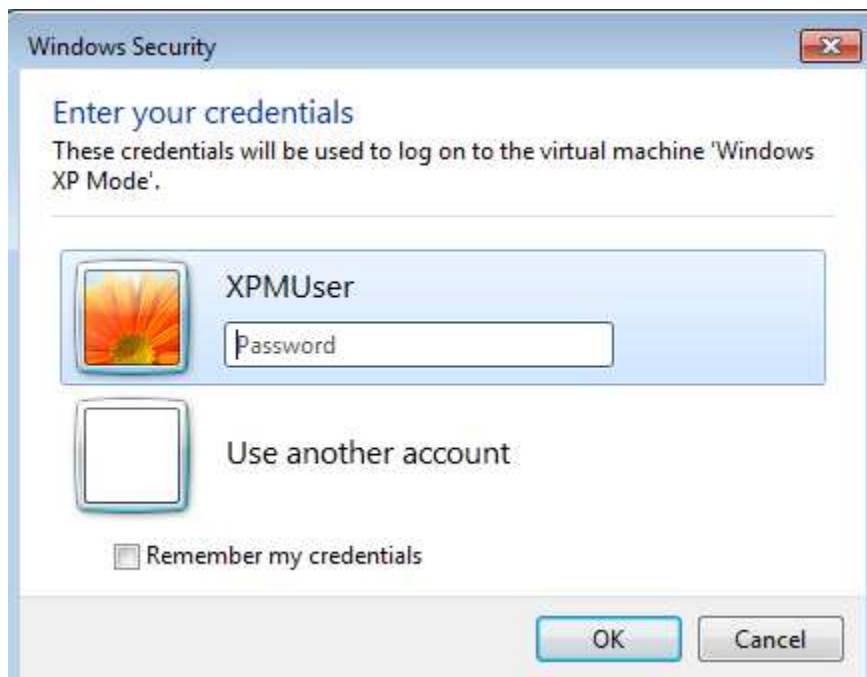 Windows Security
Enter your credentials
These credentials will be used to log on to the virtual machine 'Windows
XP Mode'.
XPMUser
Password
Use another account
Remember my credentials
OK
Cancel